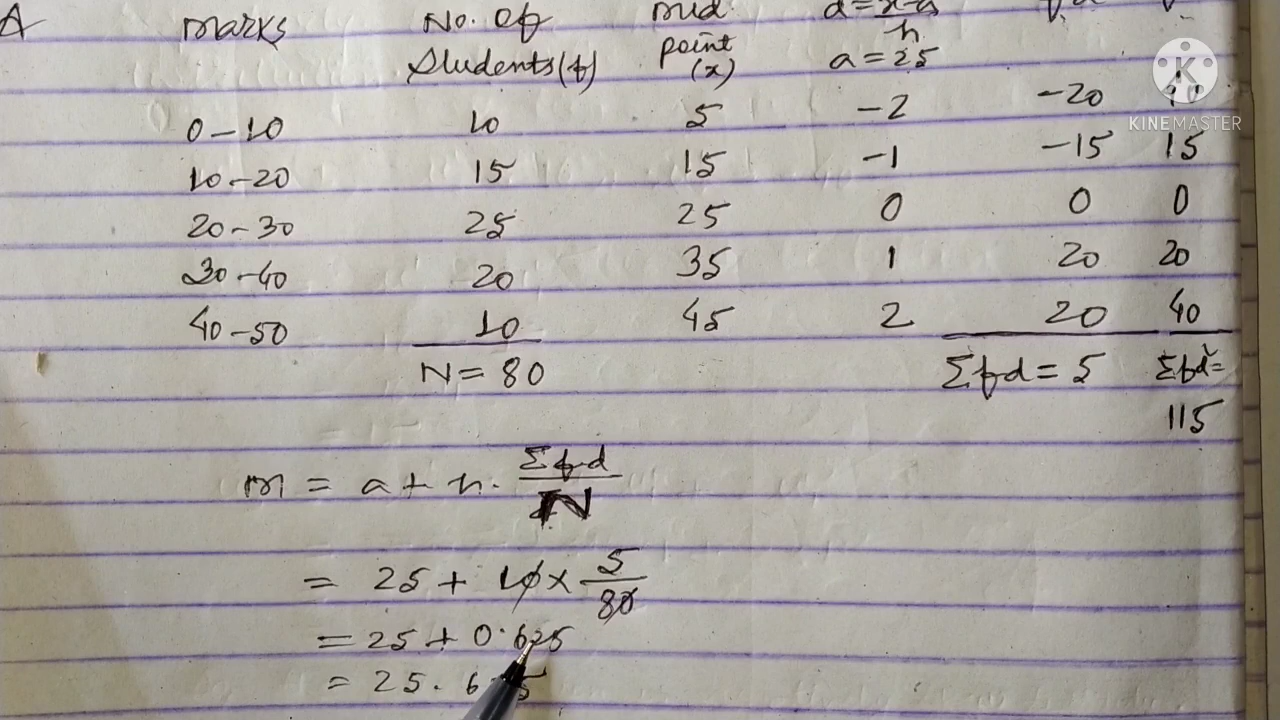 A marks No. of mid d = x-a fd
Students(f) point h
(x) a = 25
0-10 10 5 -2 -20
10-20 15 15 -1 -15 15
20-30 25 25 0 0 0
30-40 20 35 1 20 20
40-50 10 45 2 20 40
N = 80 Σfd = 5 Σfd² =
115
m = a + h. Σfd
N
= 25 + 10 × 5
80
= 25 + 0.625
= 25.625
K
KINEMASTER